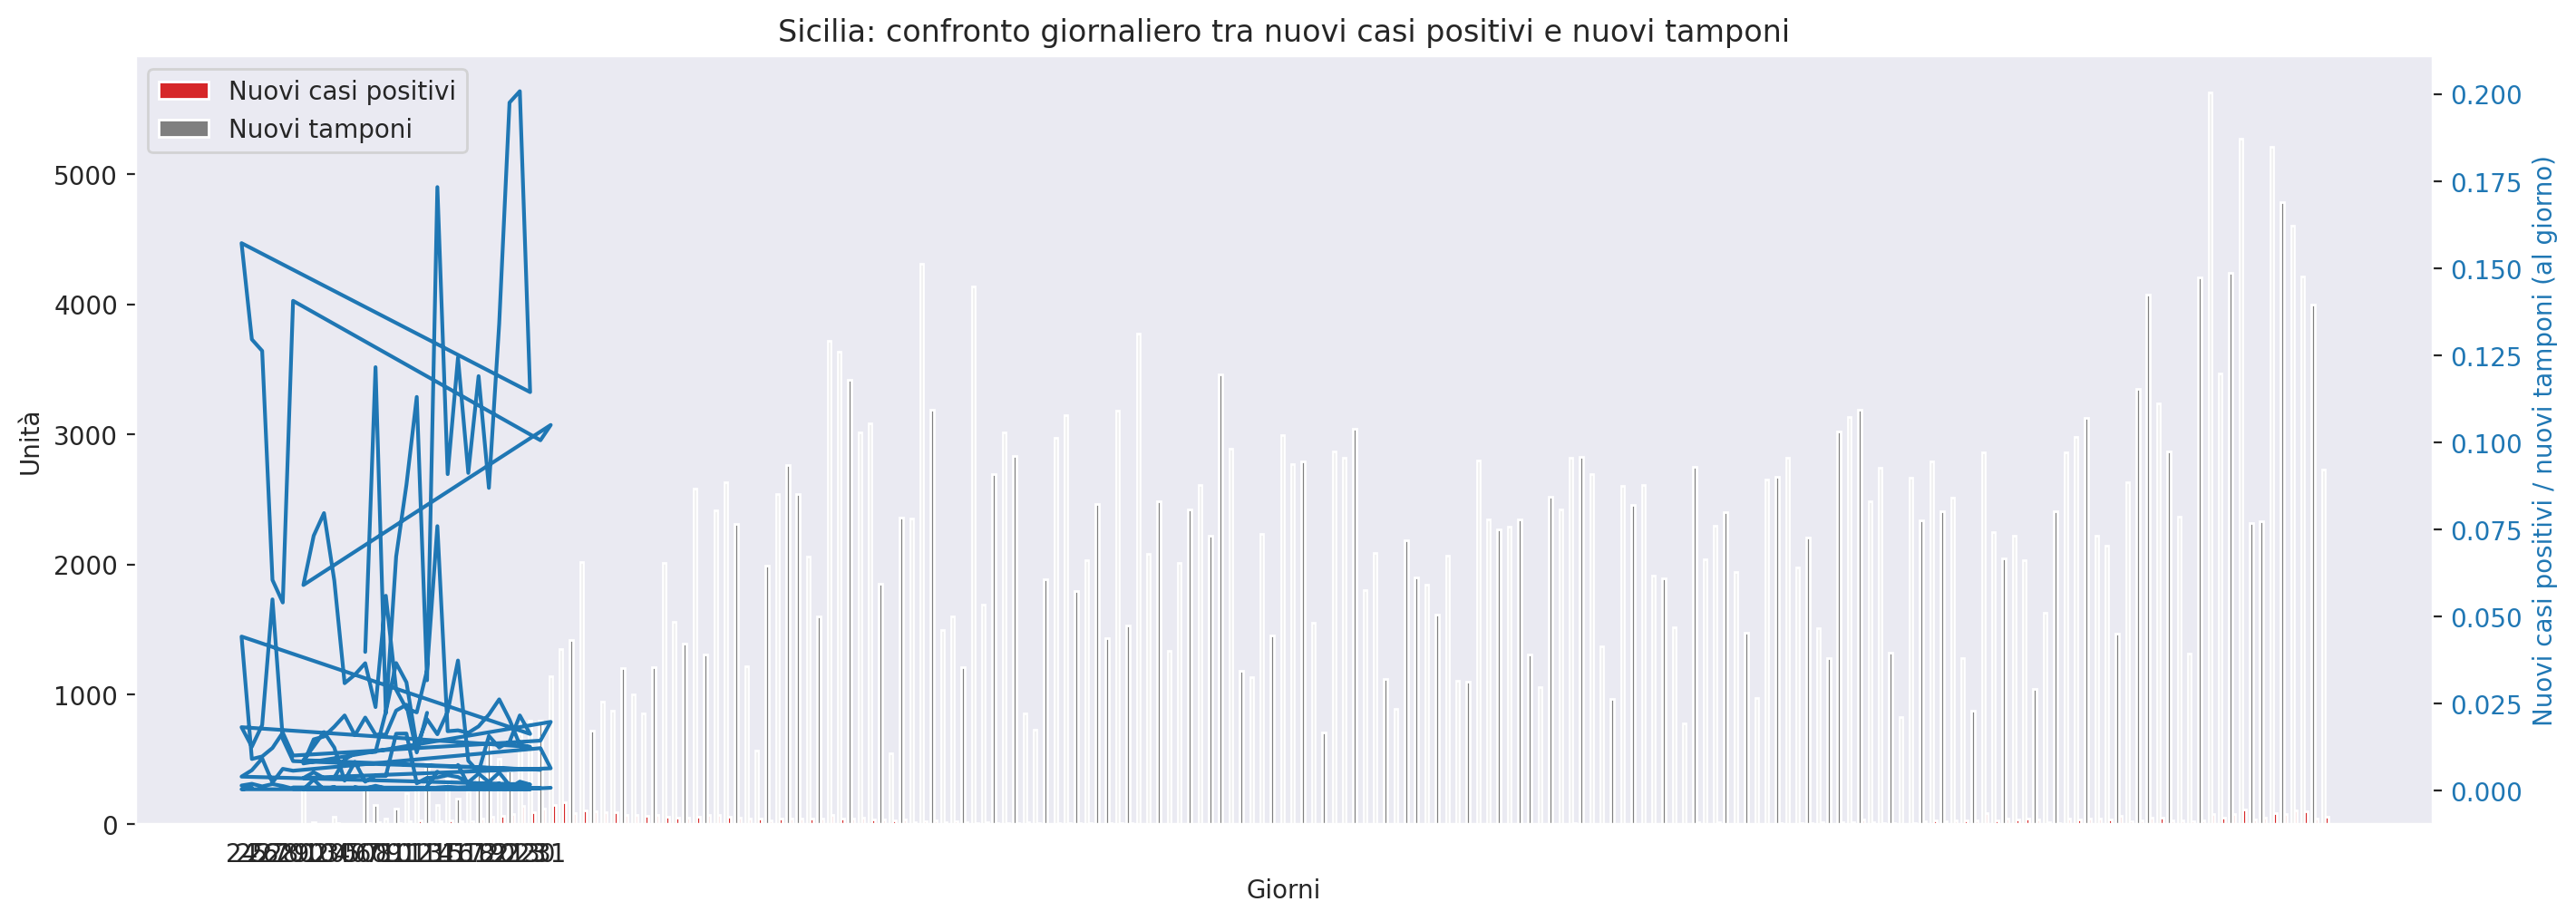 Sicilia: confronto giornaliero tra nuovi casi positivi e nuovi tamponi
Nuovi casi positivi
Nuovi tamponi
Unità
5000
4000
3000
2000
1000
0
0.200
0.175
0.150
0.125
0.100
0.075
0.050
0.025
0.000
Nuovi casi positivi / nuovi tamponi (al giorno)
Giorni